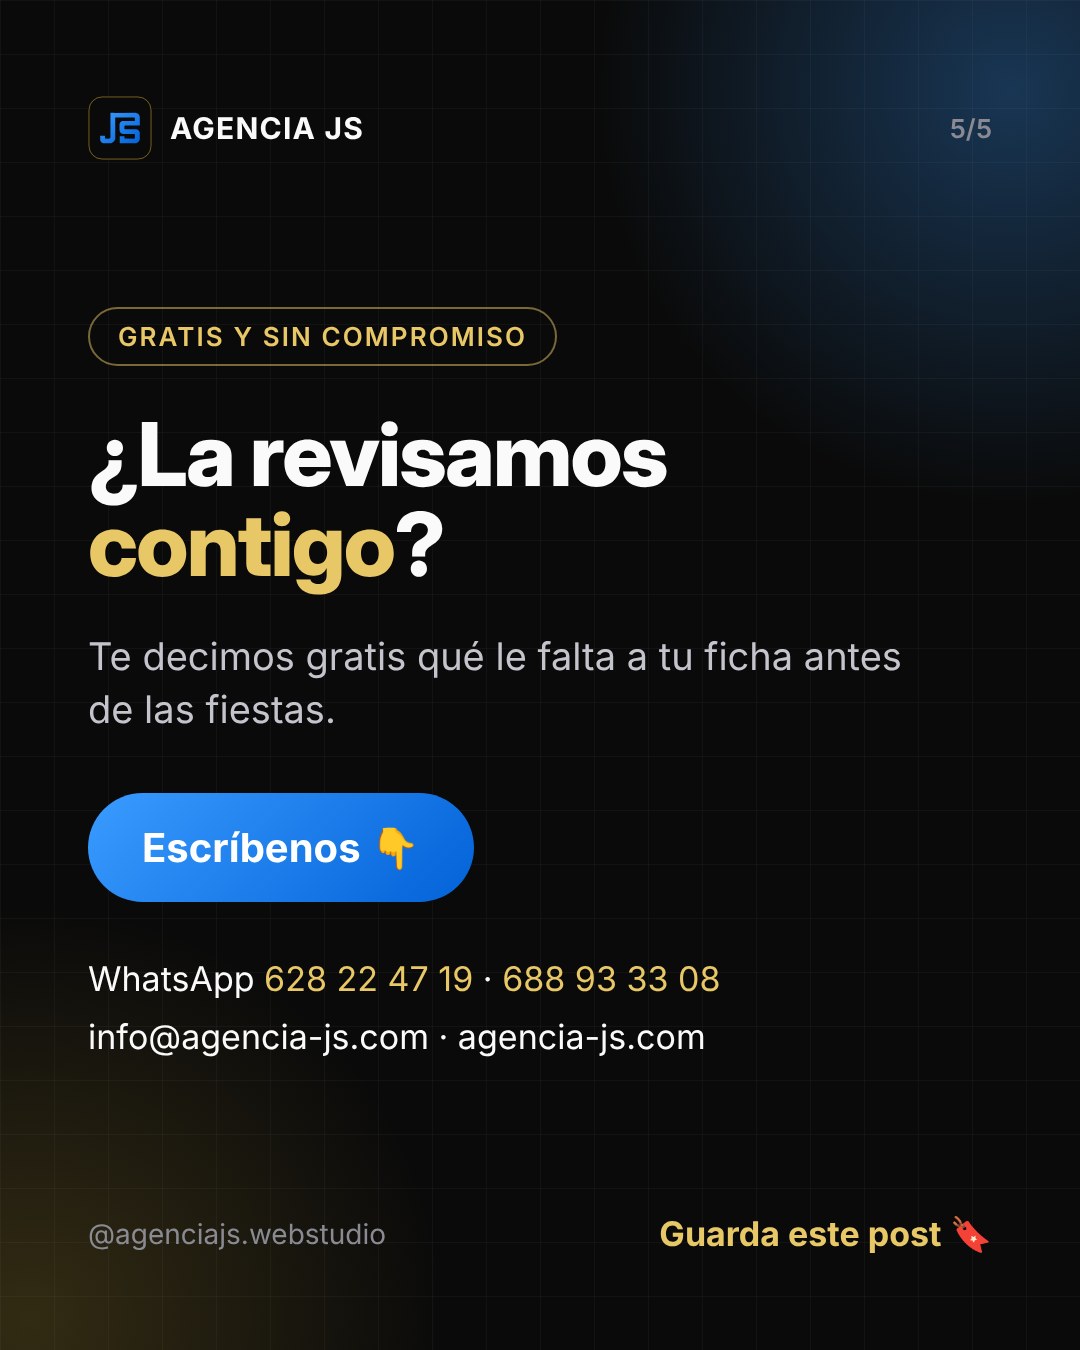 JS AGENCIA JS
5/5
GRATIS Y SIN COMPROMISO
¿La revisamos
contigo?
Te decimos gratis qué le falta a tu ficha antes
de las fiestas.
Escríbenos 👇
WhatsApp 628 22 47 19 · 688 93 33 08
info@agencia-js.com · agencia-js.com
@agenciajs.webstudio
Guarda este post 🔖